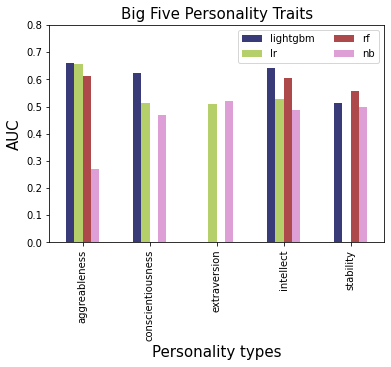 Big Five Personality Traits
lightgbm
lr
rf
nb
AUC
0.8
0.7
0.6
0.5
0.4
0.3
0.2
0.1
0.0
aggreableness
conscientiousness
extraversion
intellect
stability
Personality types